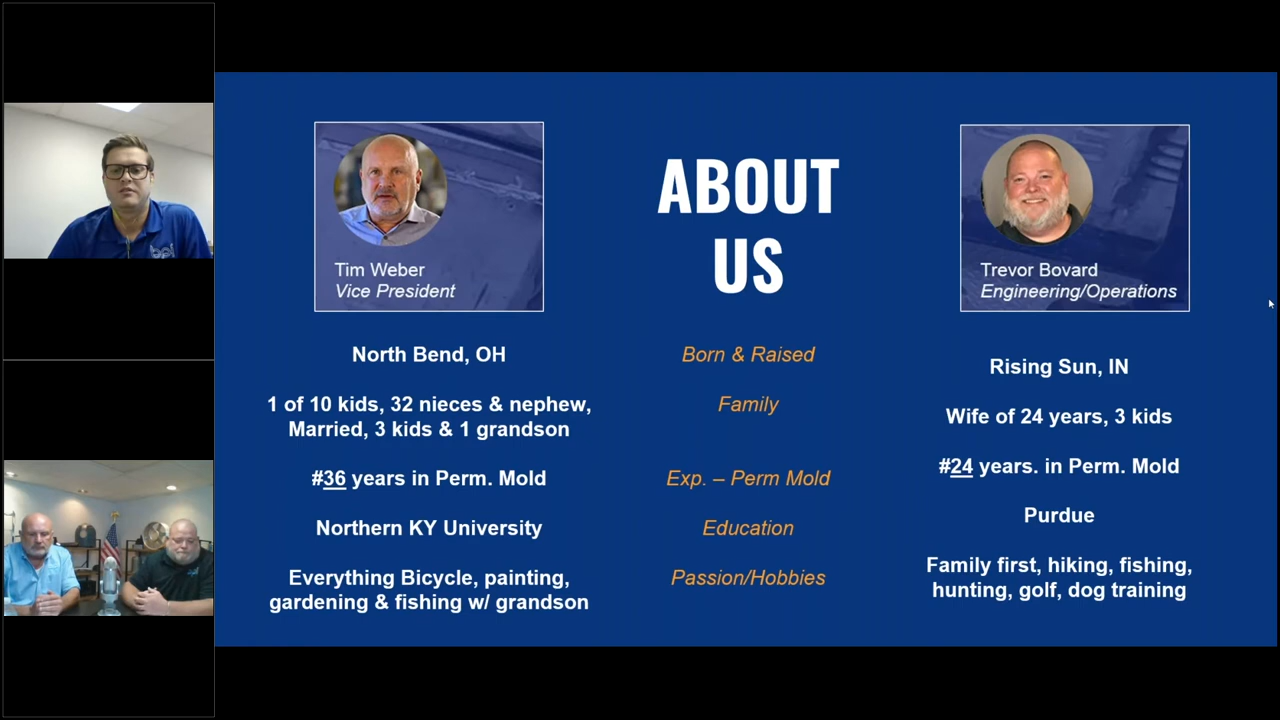 Tim Weber
Vice President
ABOUT
US
Trevor Bovard
Engineering/Operations
North Bend, OH
1 of 10 kids, 32 nieces & nephew,
Married, 3 kids & 1 grandson
#36 years in Perm. Mold
Northern KY University
Everything Bicycle, painting,
gardening & fishing w/ grandson
Born & Raised
Family
Exp. – Perm Mold
Education
Passion/Hobbies
Rising Sun, IN
Wife of 24 years, 3 kids
#24 years. in Perm. Mold
Purdue
Family first, hiking, fishing,
hunting, golf, dog training